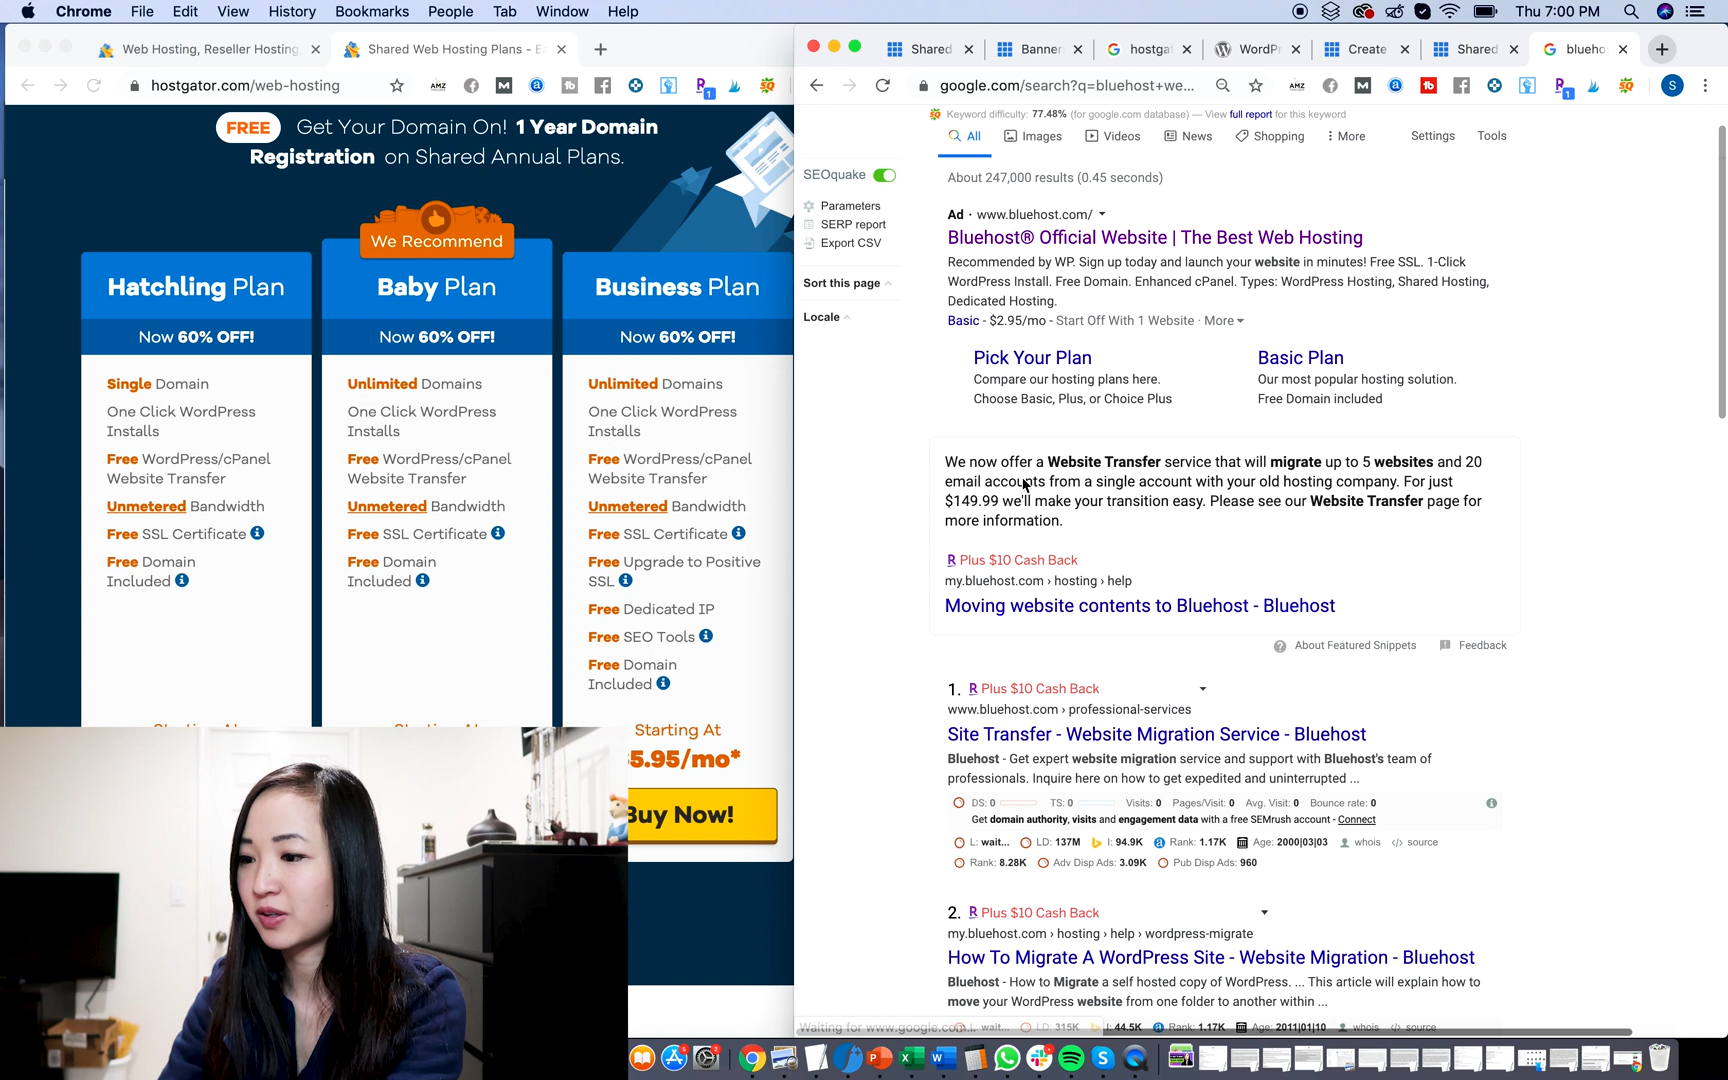 Chrome File Edit View History Bookmarks People Tab Window Help
Thu 7:00 PM
Web Hosting, Reseller Hosting,
Shared Web Hosting Plans - E
hostgator.com/web-hosting
FREE Get Your Domain On! 1 Year Domain
Registration on Shared Annual Plans.
We Recommend
Hatchling Plan
Now 60% OFF!
Single Domain
One Click WordPress
Installs
Free WordPress/cPanel
Website Transfer
Unmetered Bandwidth
Free SSL Certificate
Free Domain
Included
Baby Plan
Now 60% OFF!
Unlimited Domains
One Click WordPress
Installs
Free WordPress/cPanel
Website Transfer
Unmetered Bandwidth
Free SSL Certificate
Free Domain
Included
Business Plan
Now 60% OFF!
Unlimited Domains
One Click WordPress
Installs
Free WordPress/cPanel
Website Transfer
Unmetered Bandwidth
Free SSL Certificate
Free Upgrade to Positive
SSL
Free Dedicated IP
Free SEO Tools
Free Domain
Included
Starting At
5.95/mo*
Buy Now!
Shared Banner hostga WordPr Create Shared blueho
google.com/search?q=bluehost+we...
Keyword difficulty: 77.48% (for google.com database) — View full report for this keyword
All Images Videos News Shopping More Settings Tools
SEOquake
Parameters
SERP report
Export CSV
Sort this page
Locale
About 247,000 results (0.45 seconds)
Ad · www.bluehost.com/
Bluehost® Official Website | The Best Web Hosting
Recommended by WP. Sign up today and launch your website in minutes! Free SSL. 1-Click
WordPress Install. Free Domain. Enhanced cPanel. Types: WordPress Hosting, Shared Hosting,
Dedicated Hosting.
Basic - $2.95/mo - Start Off With 1 Website · More
Pick Your Plan
Compare our hosting plans here.
Choose Basic, Plus, or Choice Plus
Basic Plan
Our most popular hosting solution.
Free Domain included
We now offer a Website Transfer service that will migrate up to 5 websites and 20
email accounts from a single account with your old hosting company. For just
$149.99 we'll make your transition easy. Please see our Website Transfer page for
more information.
R Plus $10 Cash Back
my.bluehost.com › hosting › help
Moving website contents to Bluehost - Bluehost
About Featured Snippets Feedback
1. R Plus $10 Cash Back
www.bluehost.com › professional-services
Site Transfer - Website Migration Service - Bluehost
Bluehost - Get expert website migration service and support with Bluehost's team of
professionals. Inquire here on how to get expedited and uninterrupted ...
DS: 0 TS: 0 Visits: 0 Pages/Visit: 0 Avg. Visit: 0 Bounce rate: 0
Get domain authority, visits and engagement data with a free SEMrush account - Connect
L: wait... LD: 137M I: 94.9K Rank: 1.17K Age: 2000|03|03 whois source
Rank: 8.28K Adv Disp Ads: 3.09K Pub Disp Ads: 960
2. R Plus $10 Cash Back
my.bluehost.com › hosting › help › wordpress-migrate
How To Migrate A WordPress Site - Website Migration - Bluehost
Bluehost - How to Migrate a self hosted copy of WordPress. ... This article will explain how to
move your WordPress website from one folder to another within ...
Waiting for www.google.com...
wait... LD: 315K I: 44.5K Rank: 1.17K Age: 2011|01|10 whois source